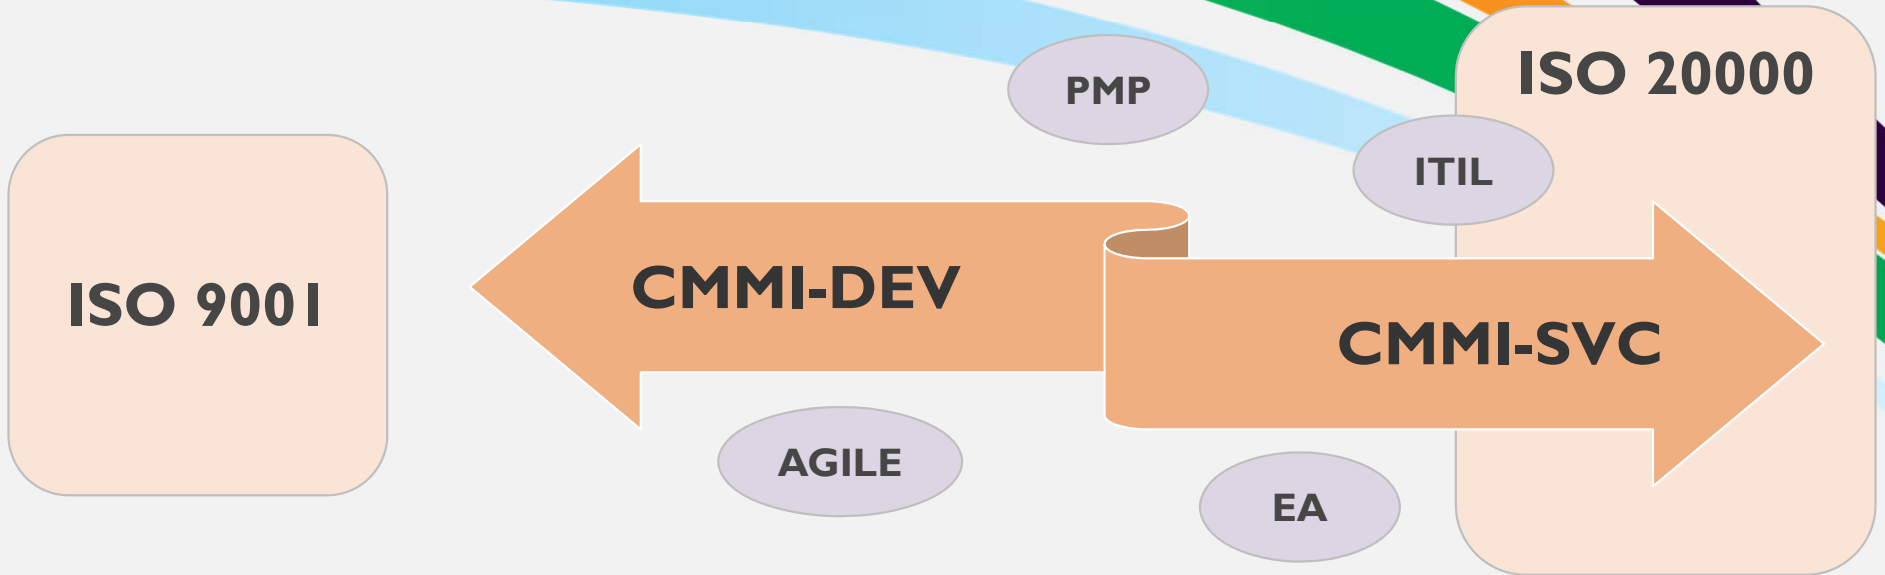 ISO 20000
PMP
ITIL
ISO 9001
CMMI-DEV
CMMI-SVC
AGILE
EA